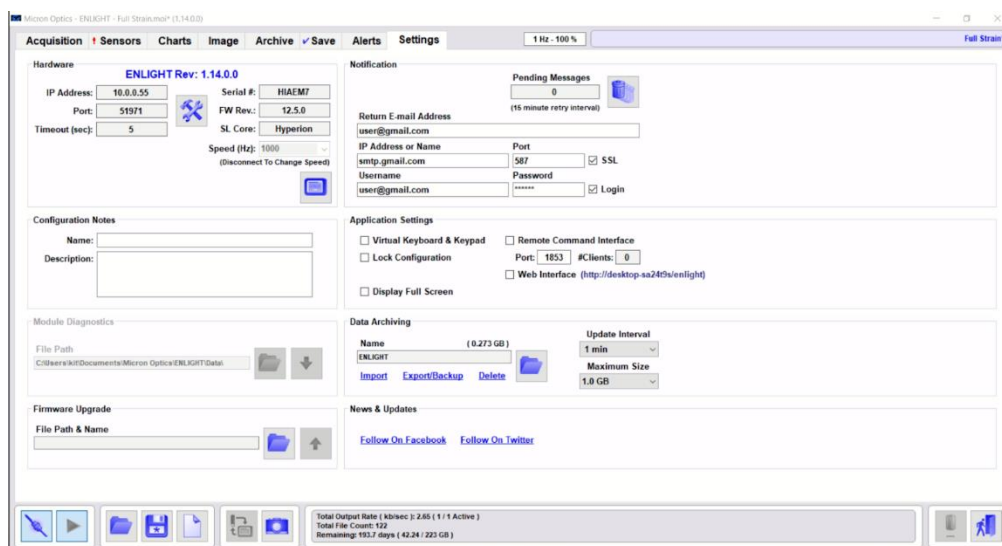 Micron Optics - ENLIGHT - Full Strain.moi* (1.14.0.0)
Acquisition ! Sensors Charts Image Archive Save Alerts Settings
1 Hz - 100 %
Full Strain
Hardware
ENLIGHT Rev: 1.14.0.0
IP Address: 10.0.0.55
Serial #: HIAEM7
Port: 51971
FW Rev.: 12.5.0
Timeout (sec): 5
SL Core: Hyperion
Speed (Hz): 1000
(Disconnect To Change Speed)
Notification
Pending Messages
0
(15 minute retry interval)
Return E-mail Address
user@gmail.com
IP Address or Name Port
smtp.gmail.com 587 SSL
Username Password
user@gmail.com ****** Login
Configuration Notes
Name:
Description:
Application Settings
Virtual Keyboard & Keypad
Remote Command Interface
Lock Configuration
Port: 1853 #Clients: 0
Web Interface (http://desktop-sa24t9s/enlight)
Display Full Screen
Module Diagnostics
File Path
C:\Users\kit\Documents\Micron Optics\ENLIGHT\Data\
Data Archiving
Name (0.273 GB)
ENLIGHT
Import Export/Backup Delete
Update Interval
1 min
Maximum Size
1.0 GB
Firmware Upgrade
File Path & Name
News & Updates
Follow On Facebook Follow On Twitter
Total Output Rate ( kb/sec ): 2.65 ( 1 / 1 Active )
Total File Count: 122
Remaining: 193.7 days ( 42.24 / 223 GB )